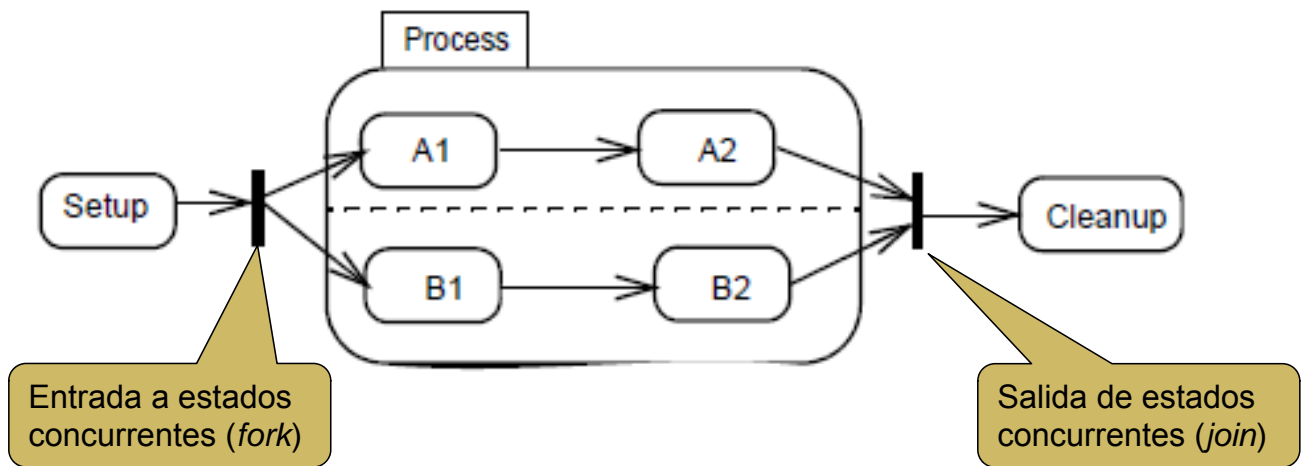 Process
A1
A2
Setup
Cleanup
B1
B2
Entrada a estados
concurrentes (fork)
Salida de estados
concurrentes (join)